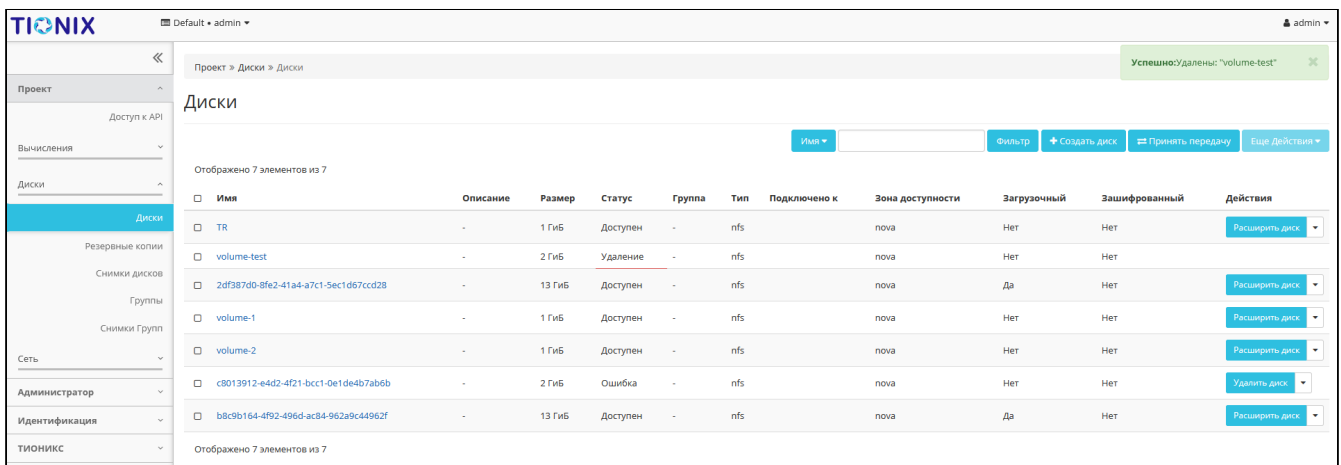 TIONIX
Default • admin
admin
Проект » Диски » Диски
Успешно:Удалены: "volume-test"
Проект
Доступ к API
Вычисления
Диски
Диски
Резервные копии
Снимки дисков
Группы
Снимки Групп
Сеть
Администратор
Идентификация
ТИОНИКС
Диски
Имя Фильтр Создать диск Принять передачу Еще Действия
Отображено 7 элементов из 7
Имя Описание Размер Статус Группа Тип Подключено к Зона доступности Загрузочный Зашифрованный Действия
TR - 1 ГиБ Доступен - nfs nova Нет Нет Расширить диск
volume-test - 2 ГиБ Удаление - nfs nova Нет Нет
2df387d0-8fe2-41a4-a7c1-5ec1d67ccd28 - 13 ГиБ Доступен - nfs nova Да Нет Расширить диск
volume-1 - 1 ГиБ Доступен - nfs nova Нет Нет Расширить диск
volume-2 - 1 ГиБ Доступен - nfs nova Нет Нет Расширить диск
c8013912-e4d2-4f21-bcc1-0e1de4b7ab6b - 2 ГиБ Ошибка - nfs nova Нет Нет Удалить диск
b8c9b164-4f92-496d-ac84-962a9c44962f - 13 ГиБ Доступен - nfs nova Да Нет Расширить диск
Отображено 7 элементов из 7